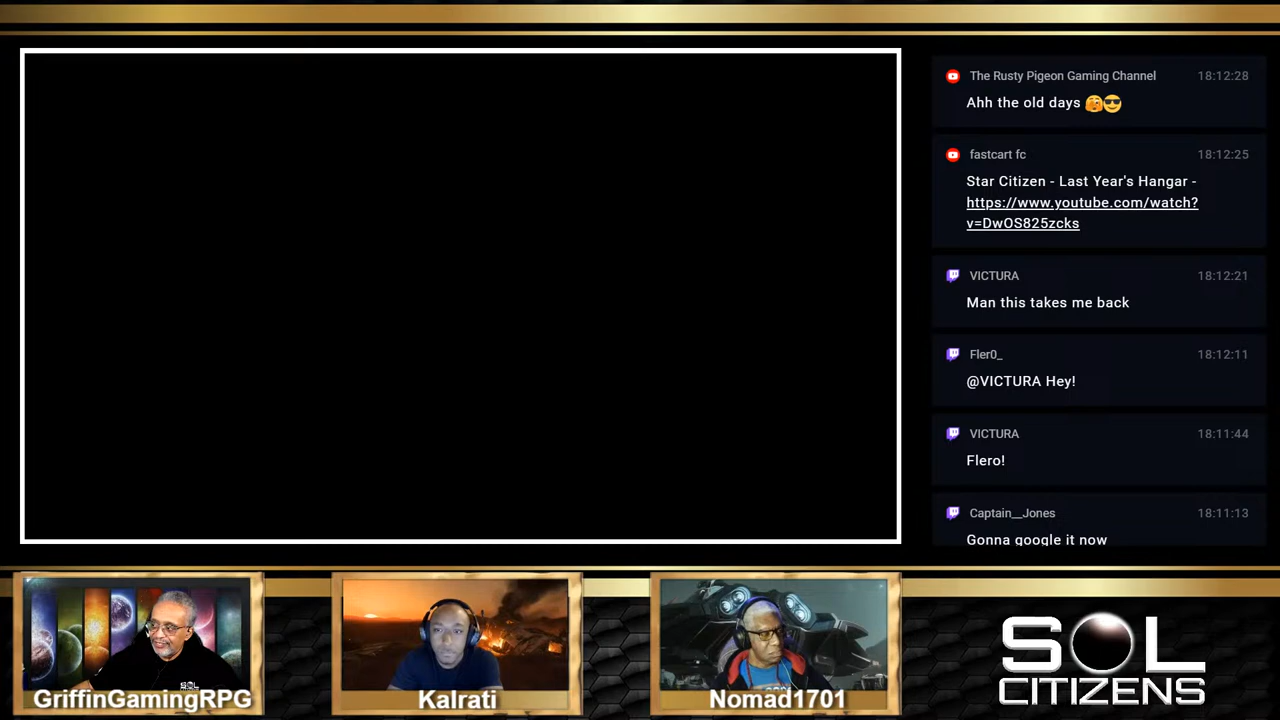 The Rusty Pigeon Gaming Channel 18:12:28
Ahh the old days
fastcart fc 18:12:25
Star Citizen - Last Year's Hangar -
https://www.youtube.com/watch?
v=DwOS825zcks
VICTURA 18:12:21
Man this takes me back
Fler0_ 18:12:11
@VICTURA Hey!
VICTURA 18:11:44
Flero!
Captain__Jones 18:11:13
Gonna google it now
GriffinGamingRPG
Kalrati
Nomad1701
SOL
CITIZENS